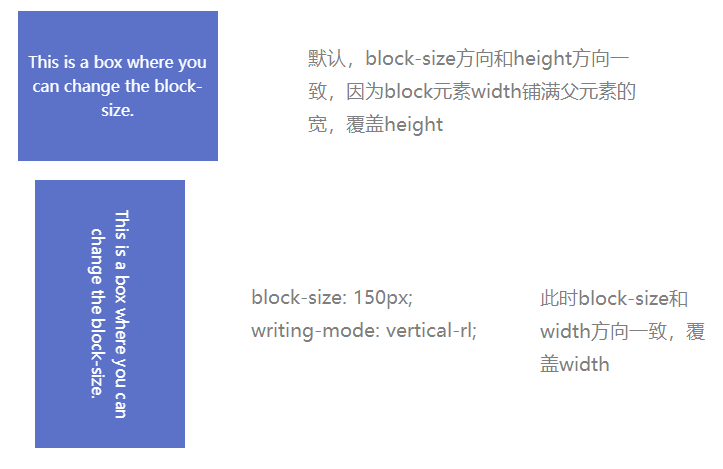 This is a box where you
can change the block-
size.
默认，block-size方向和height方向一
致，因为block元素width铺满父元素的
宽，覆盖height
This is a box where you can
change the block-size.
block-size: 150px;
writing-mode: vertical-rl;
此时block-size和
width方向一致，覆
盖width